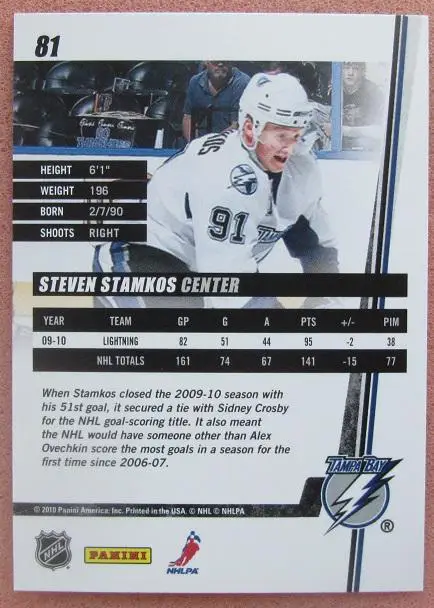 81
HEIGHT 6'1"
WEIGHT 196
BORN 2/7/90
SHOOTS RIGHT
91
STEVEN STAMKOS CENTER
YEAR TEAM GP G A PTS +/- PIM
09-10 LIGHTNING 82 51 44 95 -2 38
NHL TOTALS 161 74 67 141 -15 77
When Stamkos closed the 2009-10 season with
his 51st goal, it secured a tie with Sidney Crosby
for the NHL goal-scoring title. It also meant
the NHL would have someone other than Alex
Ovechkin score the most goals in a season for the
first time since 2006-07.
TAMPA BAY
®
© 2010 Panini America, Inc. Printed in the USA. © NHL © NHLPA
NHL
PANINI
NHLPA